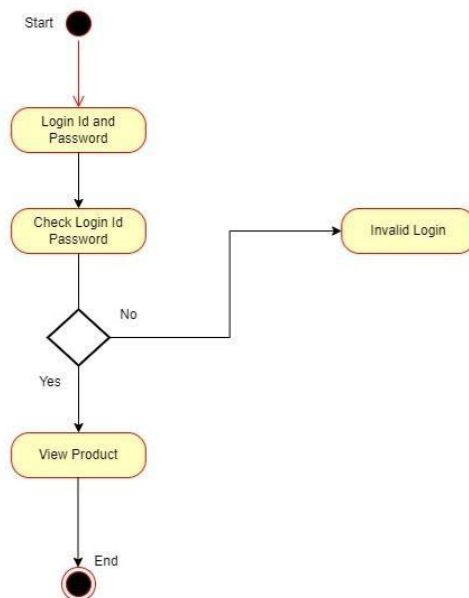 Start
Login Id and
Password
Check Login Id
Password
Invalid Login
No
Yes
View Product
End